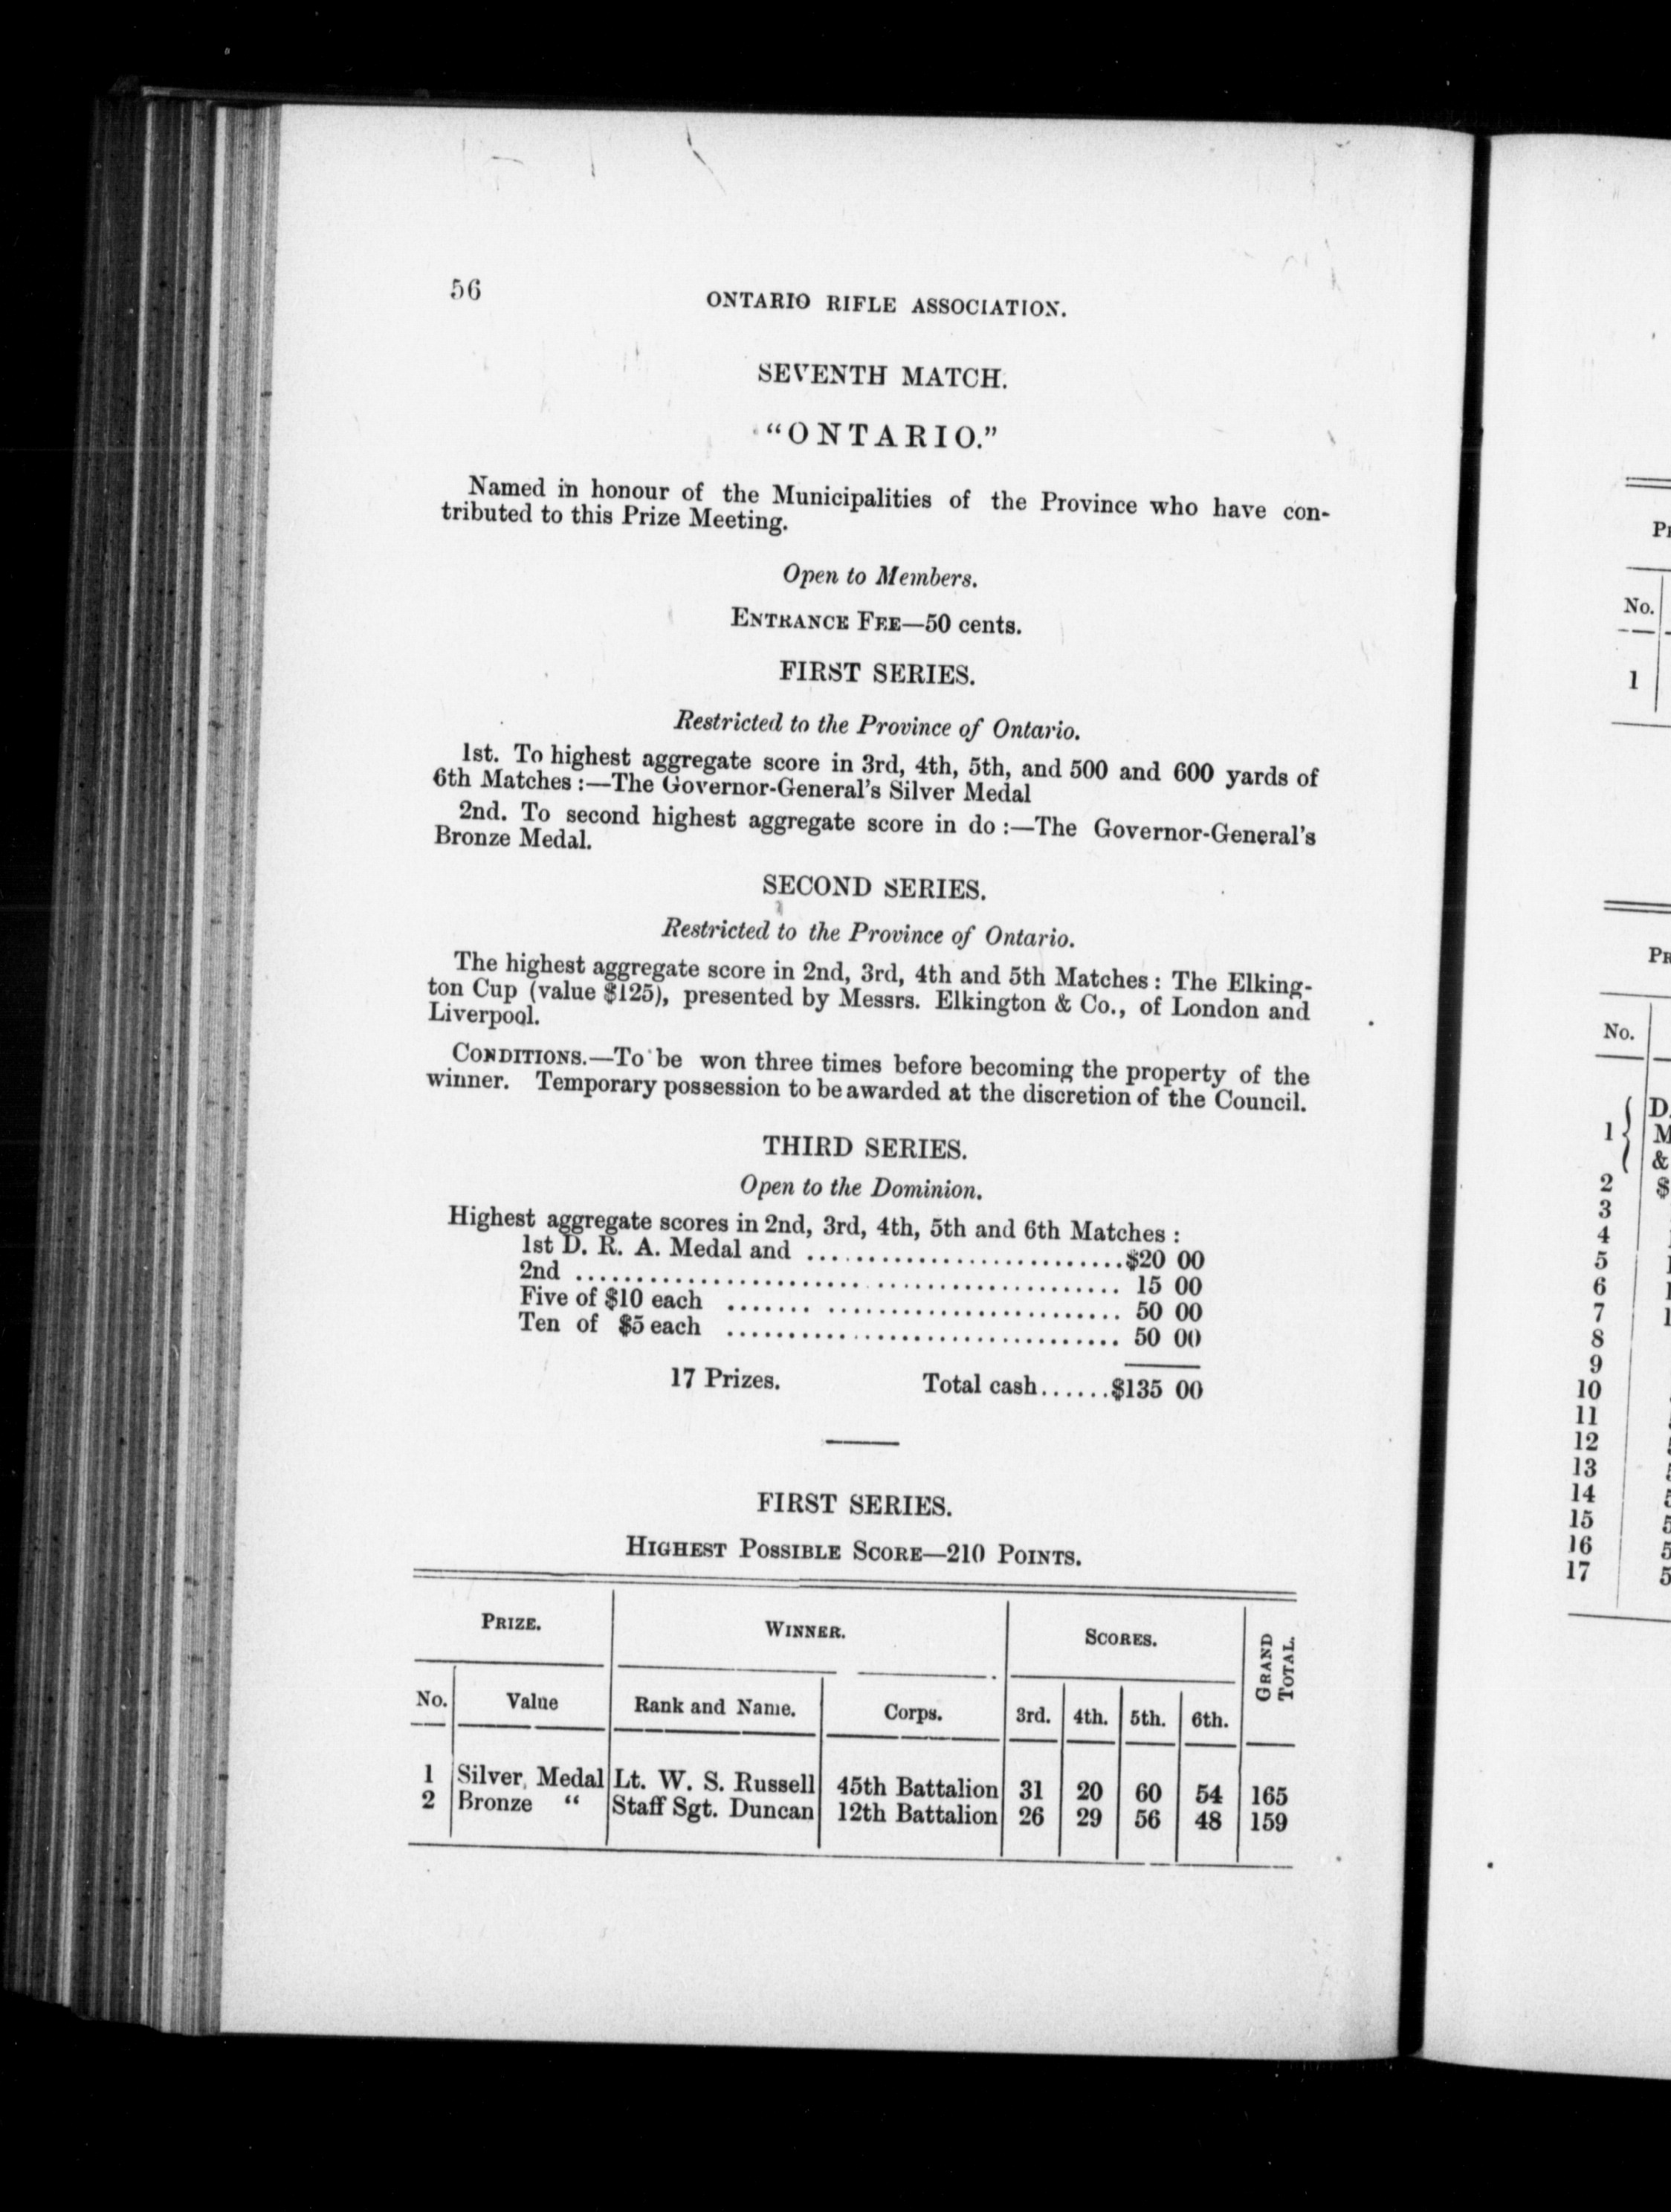 56
ONTARIO RIFLE ASSOCIATION.
SEVENTH MATCH.
"ONTARIO."
Named in honour of the Municipalities of the Province who have con-
tributed to this Prize Meeting.
Open to Members.
ENTRANCE FEE—50 cents.
FIRST SERIES.
Restricted to the Province of Ontario.
1st. To highest aggregate score in 3rd, 4th, 5th, and 500 and 600 yards of
6th Matches :—The Governor-General's Silver Medal
2nd. To second highest aggregate score in do :—The Governor-General's
Bronze Medal.
SECOND SERIES.
Restricted to the Province of Ontario.
The highest aggregate score in 2nd, 3rd, 4th and 5th Matches: The Elking-
ton Cup (value $125), presented by Messrs. Elkington & Co., of London and
Liverpool.
CONDITIONS.—To be won three times before becoming the property of the
winner. Temporary possession to be awarded at the discretion of the Council.
THIRD SERIES.
Open to the Dominion.
Highest aggregate scores in 2nd, 3rd, 4th, 5th and 6th Matches :
1st D. R. A. Medal and ........................... $20 00
2nd ............................................. 15 00
Five of $10 each ................................ 50 00
Ten of $5 each ................................ 50 00
17 Prizes. Total cash......$135 00
FIRST SERIES.
HIGHEST POSSIBLE SCORE—210 POINTS.
PRIZE. WINNER. SCORES. GRAND TOTAL.
No. Value Rank and Name. Corps. 3rd. 4th. 5th. 6th.
1 Silver, Medal Lt. W. S. Russell 45th Battalion 31 20 60 54 165
2 Bronze " Staff Sgt. Duncan 12th Battalion 26 29 56 48 159
No.
1
No.
1
2
3
4
5
6
7
8
9
10
11
12
13
14
15
16
17